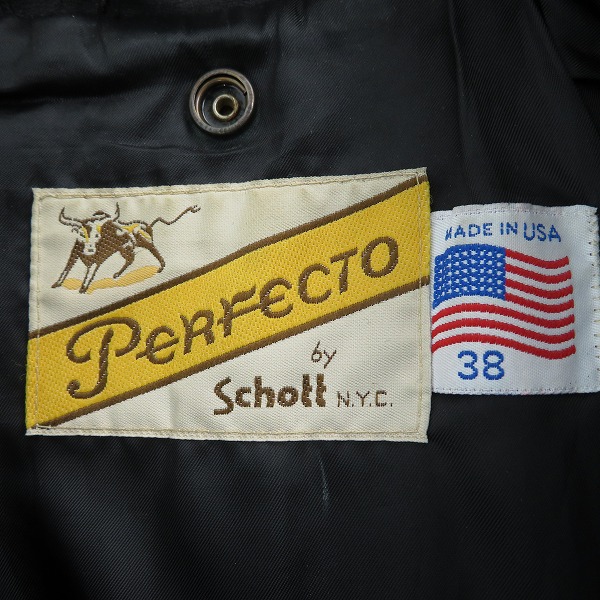 PERFECTO
by
Schott N.Y.C.
MADE IN USA
38